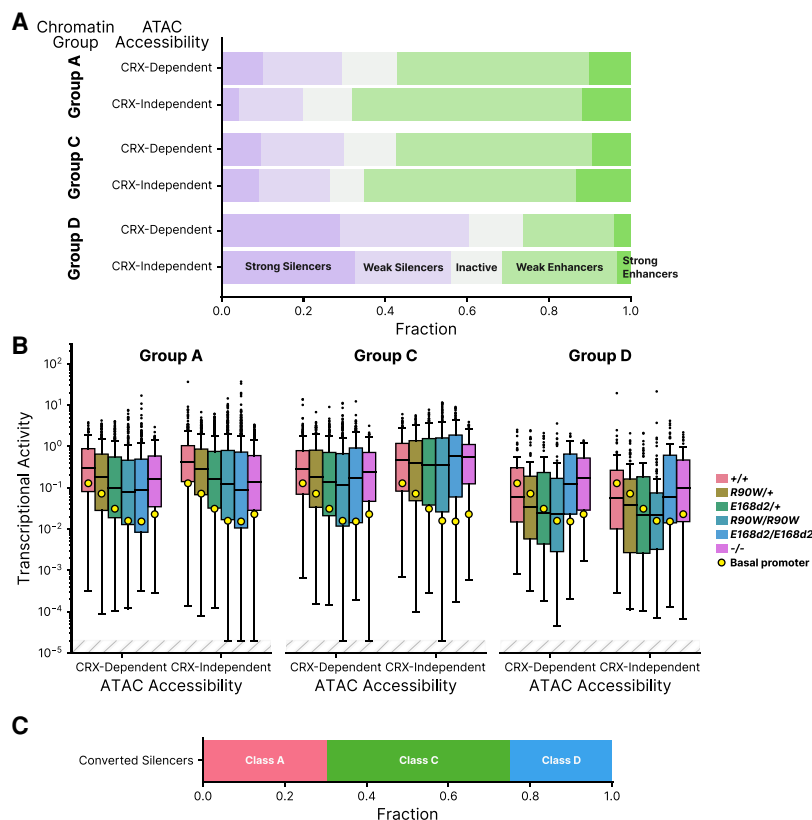 A
Chromatin Group
ATAC Accessibility
Group A
CRX-Dependent
CRX-Independent
Group C
CRX-Dependent
CRX-Independent
Group D
CRX-Dependent
CRX-Independent
Strong Silencers
Weak Silencers
Inactive
Weak Enhancers
Strong Enhancers
0.0 0.2 0.4 0.6 0.8 1.0
Fraction
B
Group A Group C Group D
Transcriptional Activity
10²
10¹
10⁰
10⁻¹
10⁻²
10⁻³
10⁻⁴
10⁻⁵
+/+
R90W/+
E168d2/+
R90W/R90W
E168d2/E168d2
-/-
Basal promoter
CRX-Dependent CRX-Independent CRX-Dependent CRX-Independent CRX-Dependent CRX-Independent
ATAC Accessibility ATAC Accessibility ATAC Accessibility
C
Converted Silencers
Class A Class C Class D
0.0 0.2 0.4 0.6 0.8 1.0
Fraction